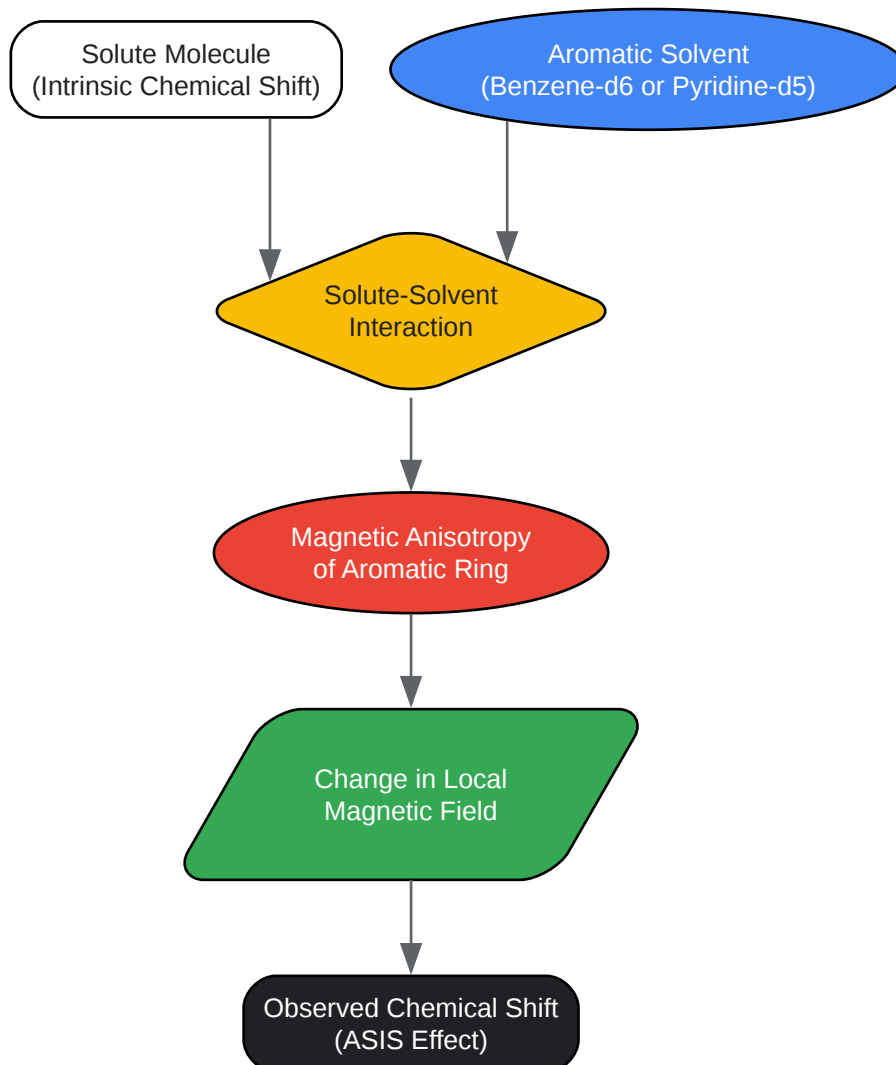 Solute Molecule
(Intrinsic Chemical Shift)
Aromatic Solvent
(Benzene-d6 or Pyridine-d5)
Solute-Solvent
Interaction
Magnetic Anisotropy
of Aromatic Ring
Change in Local
Magnetic Field
Observed Chemical Shift
(ASIS Effect)